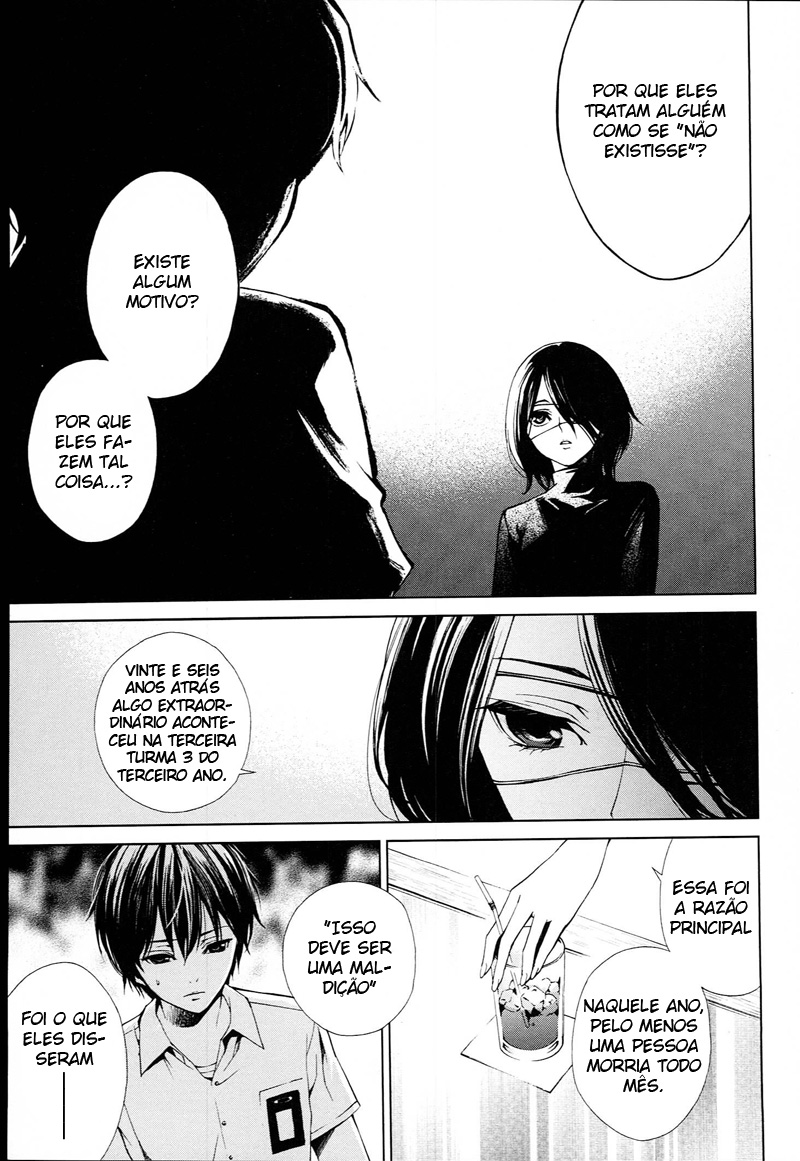 POR QUE ELES
TRATAM ALGUÉM
COMO SE "NÃO
EXISTISSE"?
EXISTE
ALGUM
MOTIVO?
POR QUE
ELES FA-
ZEM TAL
COISA...?
VINTE E SEIS
ANOS ATRÁS
ALGO EXTRAOR-
DINÁRIO ACONTE-
CEU NA TERCEIRA
TURMA 3 DO
TERCEIRO ANO.
ESSA FOI
A RAZÃO
PRINCIPAL
NAQUELE ANO,
PELO MENOS
UMA PESSOA
MORRIA TODO
MÊS.
"ISSO
DEVE SER
UMA MAL-
DIÇÃO"
FOI O QUE
ELES DIS-
SERAM